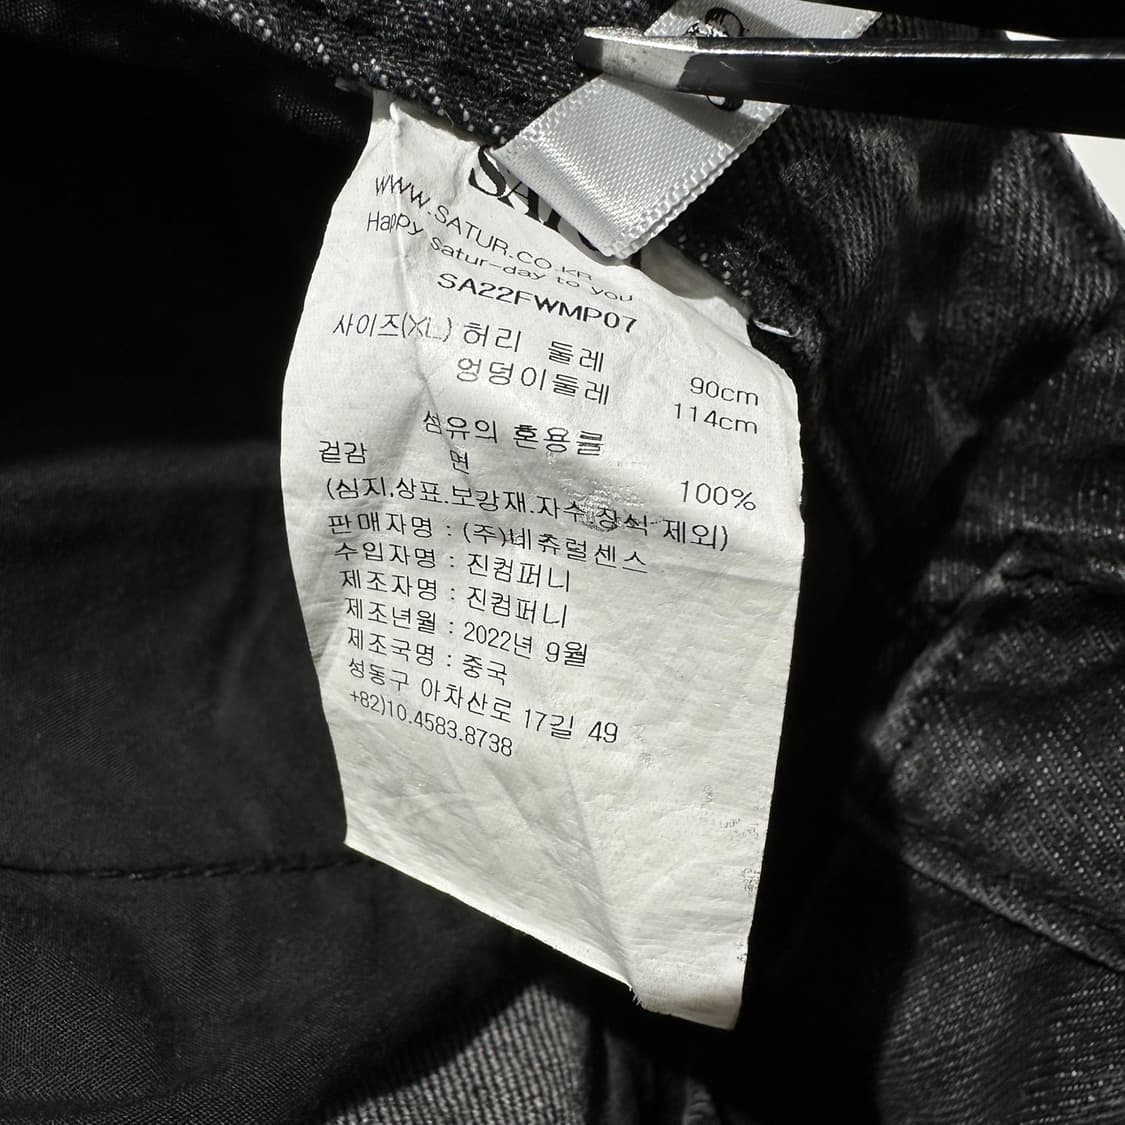 WWW.SATUR.CO.KR
Happy Satur-day to you
SA22FWMP07
사이즈(XL) 허리 둘레 90cm
엉덩이둘레 114cm
섬유의 혼용률
겉감 면 100%
(심지.상표.보강재.자수.장식 제외)
판매자명 : (주)네츄럴센스
수입자명 : 진컴퍼니
제조자명 : 진컴퍼니
제조년월 : 2022년 9월
제조국명 : 중국
성동구 아차산로 17길 49
+82)10.4583.8738